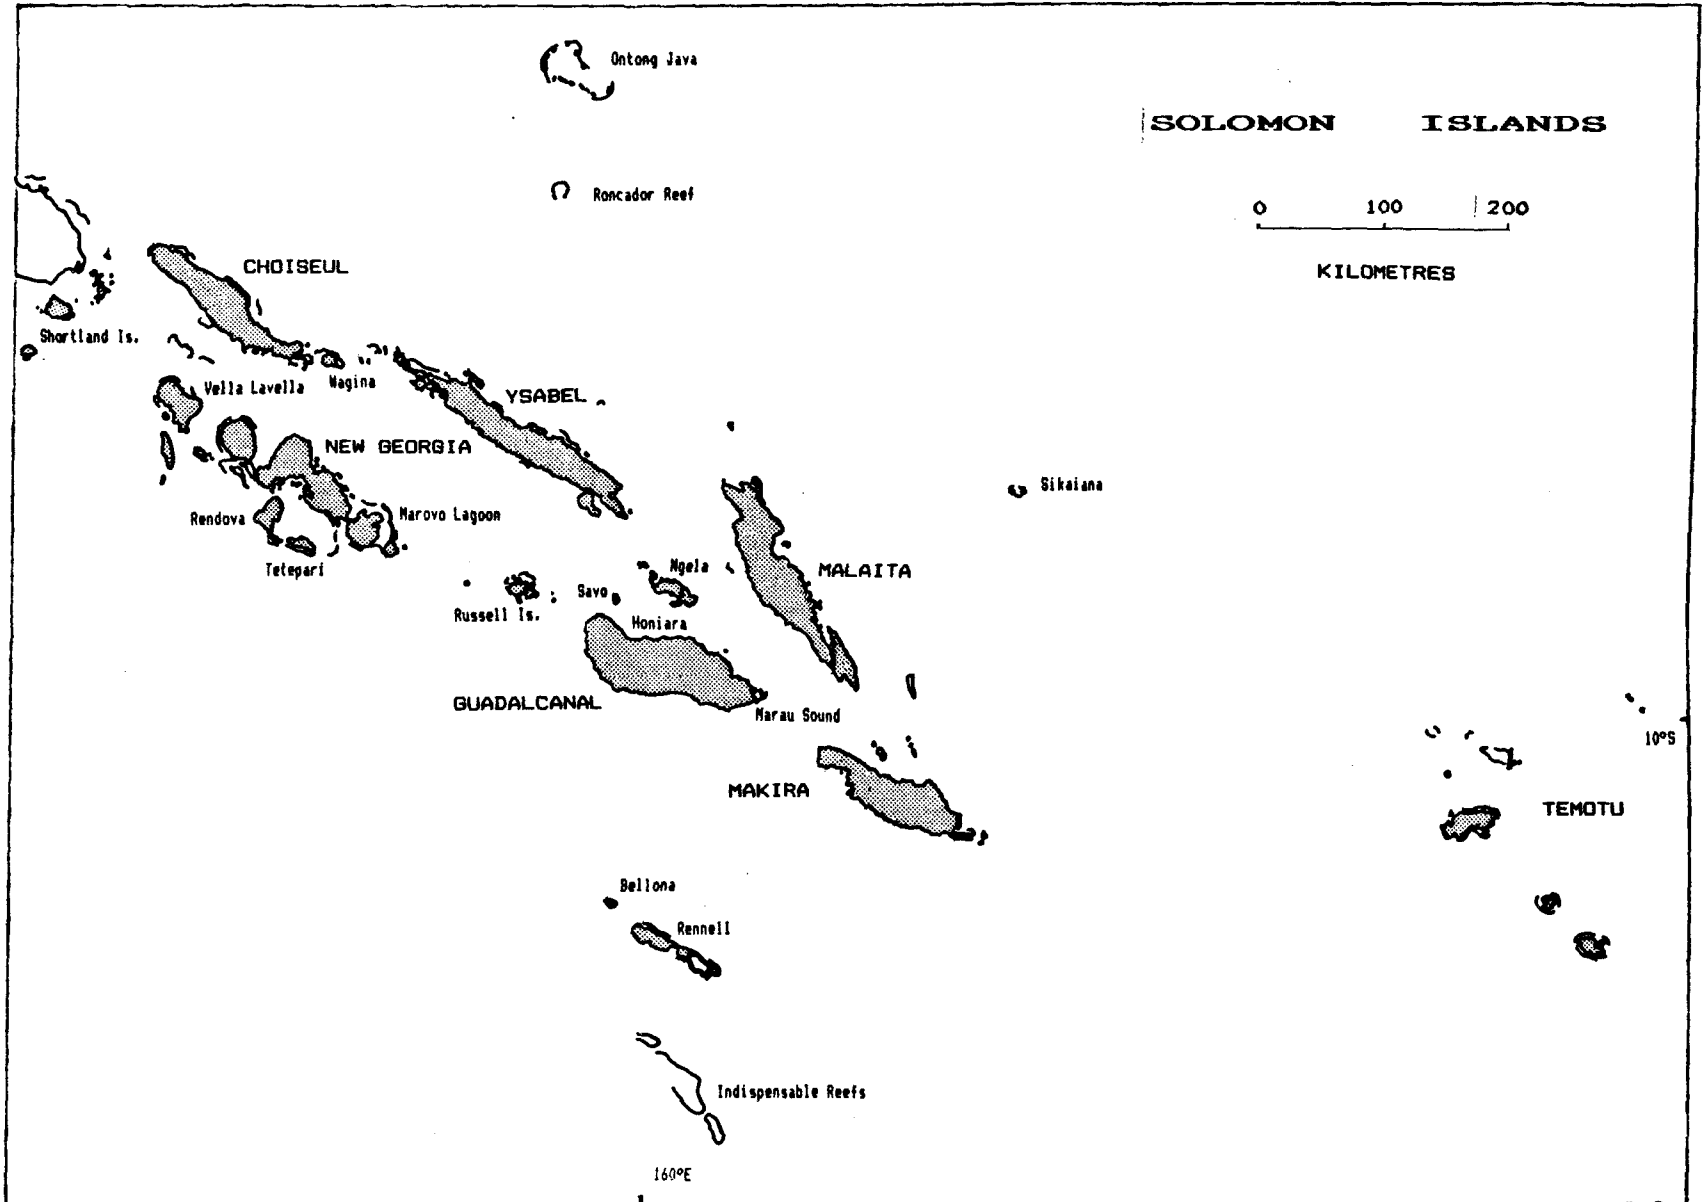 Ontong Java
SOLOMON ISLANDS
Roncador Reef
0 100 200
KILOMETRES
CHOISEUL
Shortland Is.
Vella Lavella
Wagina
YSABEL
NEW GEORGIA
Sikaiana
Rendova
Marovo Lagoon
Tetepari
Ngela
MALAITA
Savo
Russell Is.
Honiara
GUADALCANAL
Marau Sound
10°S
MAKIRA
TEMOTU
Bellona
Rennell
Indispensable Reefs
160°E